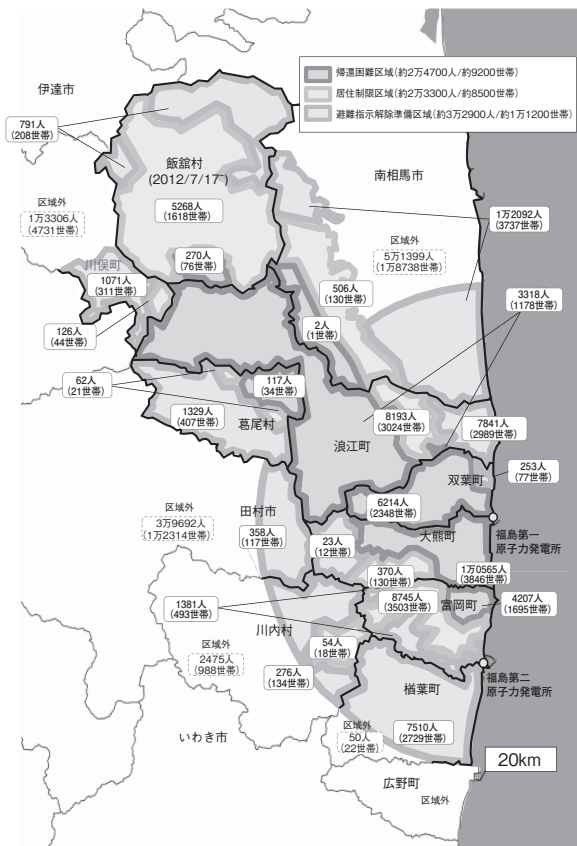 帰還困難区域(約2万4700人/約9200世帯)
居住制限区域(約2万3300人/約8500世帯)
避難指示解除準備区域(約3万2900人/約1万1200世帯)
伊達市
791人
(208世帯)
飯舘村
(2012/7/17~)
南相馬市
区域外
1万3306人
(4731世帯)
5268人
(1618世帯)
1万2092人
(3737世帯)
区域外
5万1399人
(1万8738世帯)
川俣町
1071人
(311世帯)
270人
(76世帯)
506人
(130世帯)
3318人
(1178世帯)
126人
(44世帯)
2人
(1世帯)
62人
(21世帯)
117人
(34世帯)
1329人
(407世帯)
葛尾村
8193人
(3024世帯)
7841人
(2989世帯)
浪江町
双葉町
253人
(77世帯)
田村市
区域外
3万9692人
(1万2314世帯)
6214人
(2348世帯)
大熊町
福島第一
原子力発電所
358人
(117世帯)
23人
(12世帯)
370人
(130世帯)
1万0565人
(3846世帯)
1381人
(493世帯)
8745人
(3503世帯)
富岡町
4207人
(1695世帯)
川内村
区域外
2475人
(988世帯)
54人
(18世帯)
276人
(134世帯)
楢葉町
福島第二
原子力発電所
いわき市
区域外
50人
(22世帯)
7510人
(2729世帯)
20km
広野町
区域外